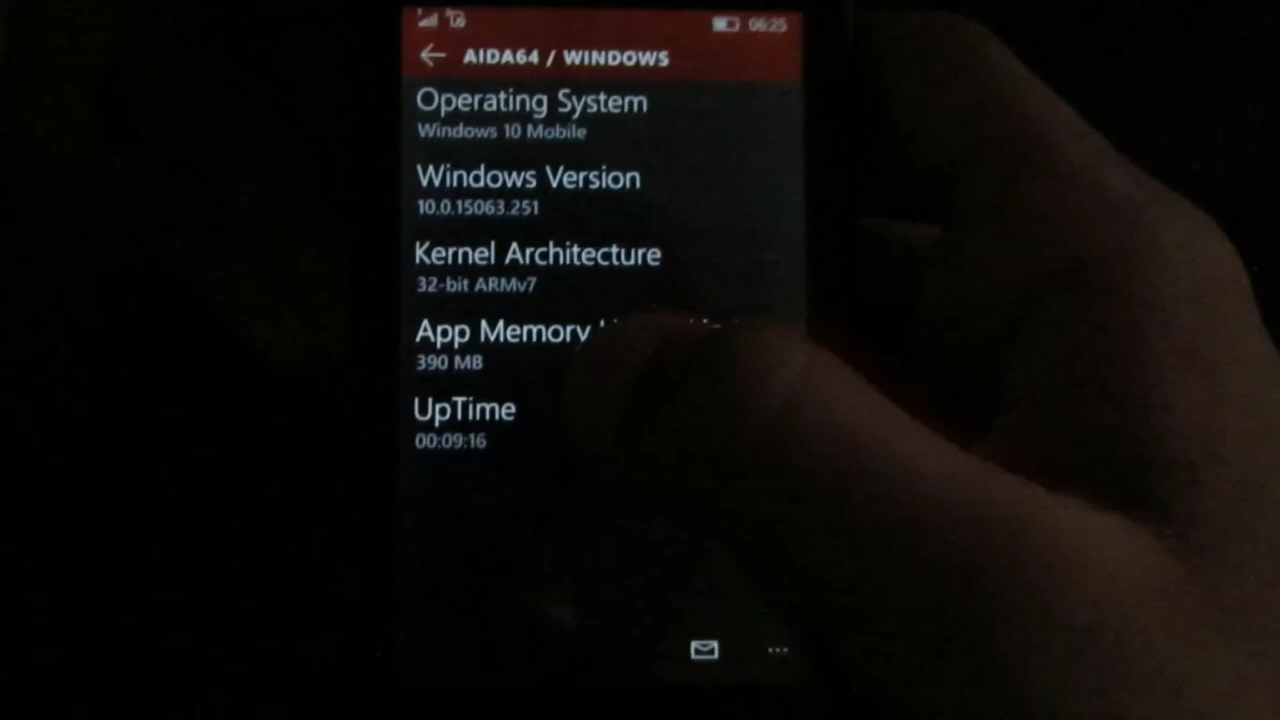 06:25
AIDA64 / WINDOWS
Operating System
Windows 10 Mobile
Windows Version
10.0.15063.251
Kernel Architecture
32-bit ARMv7
App Memory
390 MB
UpTime
00:09:16